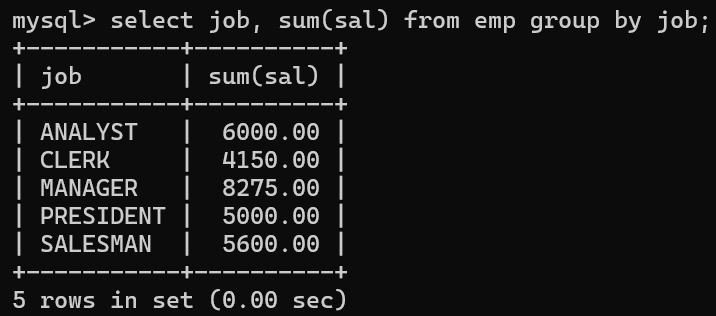 mysql> select job, sum(sal) from emp group by job;
+-----------+----------+
| job       | sum(sal) |
+-----------+----------+
| ANALYST   |  6000.00 |
| CLERK     |  4150.00 |
| MANAGER   |  8275.00 |
| PRESIDENT |  5000.00 |
| SALESMAN  |  5600.00 |
+-----------+----------+
5 rows in set (0.00 sec)